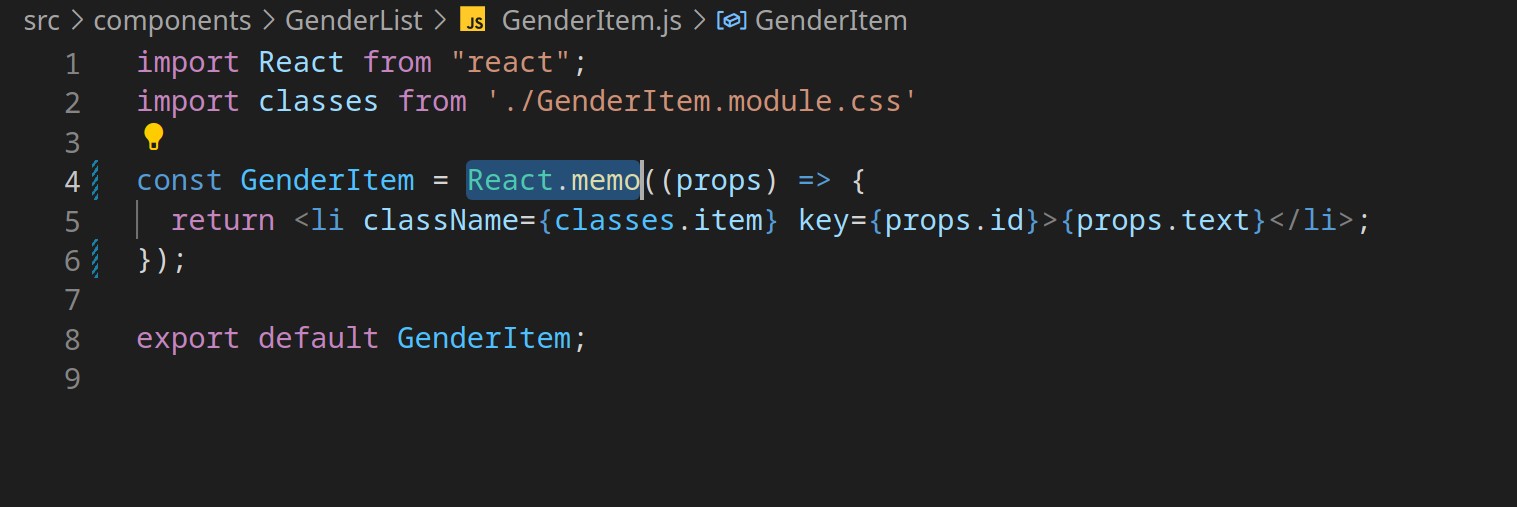 src > components > GenderList > JS GenderItem.js > GenderItem
1 import React from "react";
2 import classes from './GenderItem.module.css'
3
4 const GenderItem = React.memo((props) => {
5   return <li className={classes.item} key={props.id}>{props.text}</li>;
6 });
7
8 export default GenderItem;
9